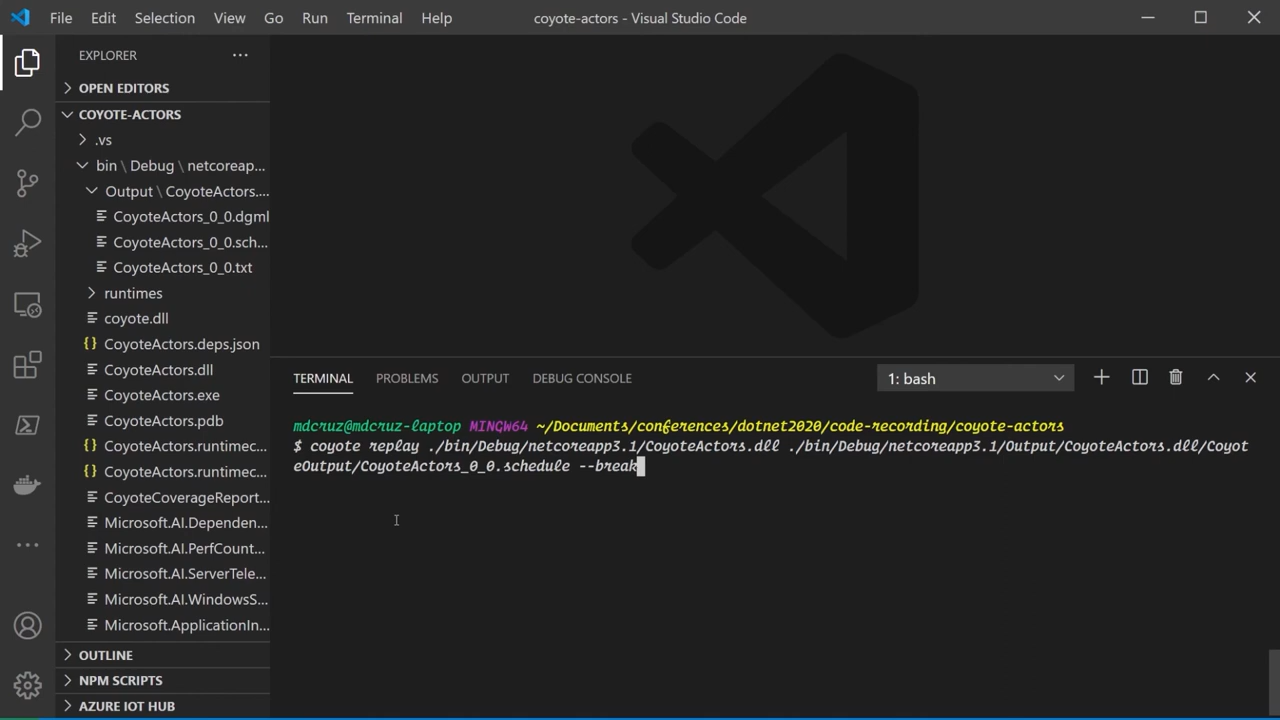 File Edit Selection View Go Run Terminal Help coyote-actors - Visual Studio Code
EXPLORER
OPEN EDITORS
COYOTE-ACTORS
.vs
bin \ Debug \ netcoreap...
Output \ CoyoteActors....
CoyoteActors_0_0.dgml
CoyoteActors_0_0.sch...
CoyoteActors_0_0.txt
runtimes
coyote.dll
CoyoteActors.deps.json
CoyoteActors.dll
CoyoteActors.exe
CoyoteActors.pdb
CoyoteActors.runtimec...
CoyoteActors.runtimec...
CoyoteCoverageReport...
Microsoft.AI.Dependen...
Microsoft.AI.PerfCount...
Microsoft.AI.ServerTele...
Microsoft.AI.WindowsS...
Microsoft.ApplicationIn...
OUTLINE
NPM SCRIPTS
AZURE IOT HUB
TERMINAL PROBLEMS OUTPUT DEBUG CONSOLE 1: bash
mdcruz@mdcruz-laptop MINGW64 ~/Documents/conferences/dotnet2020/code-recording/coyote-actors
$ coyote replay ./bin/Debug/netcoreapp3.1/CoyoteActors.dll ./bin/Debug/netcoreapp3.1/Output/CoyoteActors.dll/Coyot
eOutput/CoyoteActors_0_0.schedule --break